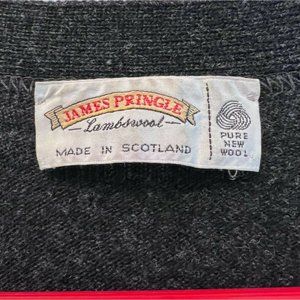 JAMES PRINGLE
Lambswool
MADE IN SCOTLAND
PURE
NEW
WOOL